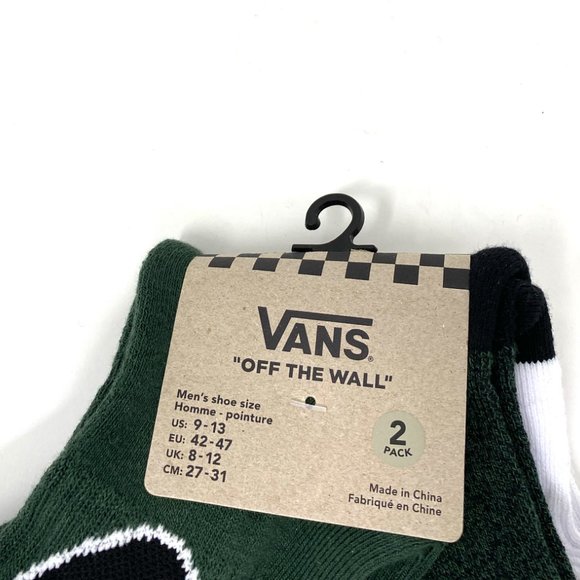 VANS
"OFF THE WALL"
Men's shoe size
Homme - pointure
US: 9-13
EU: 42-47
UK: 8-12
CM: 27-31
2
PACK
Made in China
Fabriqué en Chine